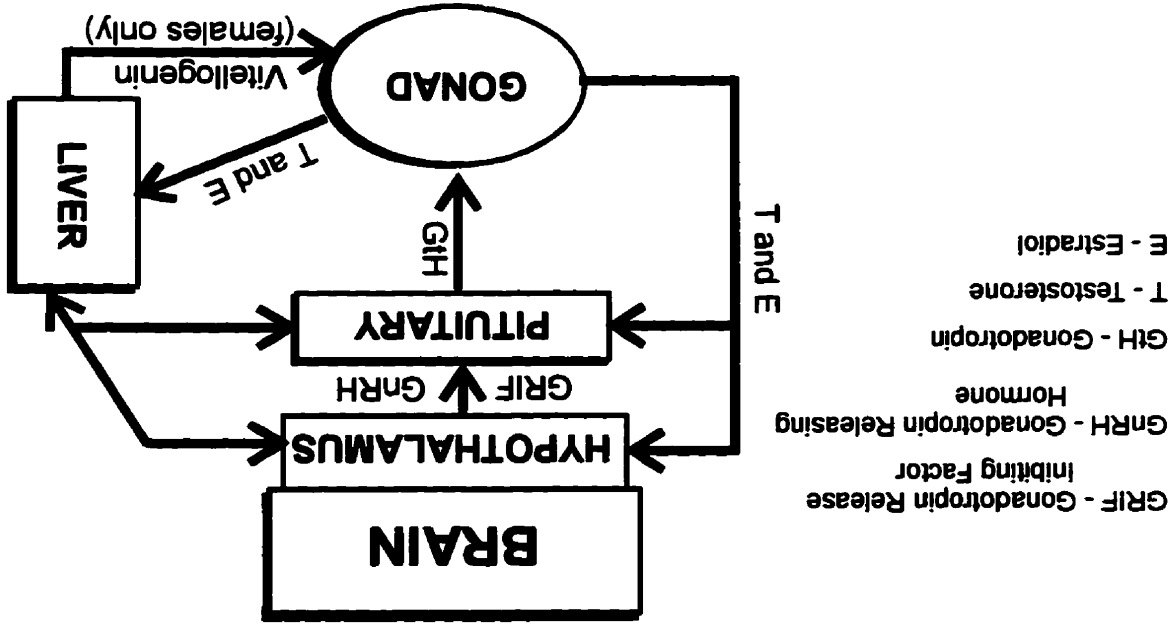 GRIF - Gonadotropin Release
Inibiting Factor
GnRH - Gonadotropin Releasing
Hormone
GtH - Gonadotropin
T - Testosterone
E - Estradiol
BRAIN
HYPOTHALAMUS
GRIF
GnRH
PITUITARY
GtH
T and E
GONAD
T and E
LIVER
Vitellogenin
(females only)